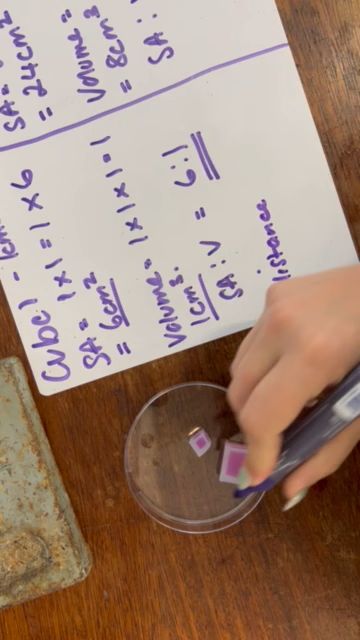 SA =
= 24cm²
Volume =
= 8cm³
SA:
Cube 1 - 1cm
SA = 1 x 1 = 1 x 6
= 6cm²
Volume = 1 x 1 x 1 = 1
1cm³.
SA : V = 6:1
distance